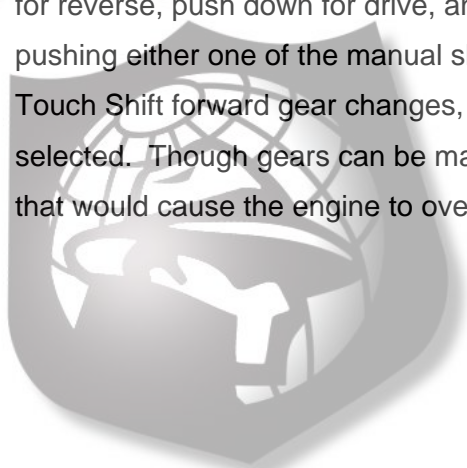 for reverse, push down for drive, a
pushing either one of the manual s
Touch Shift forward gear changes,
selected. Though gears can be ma
that would cause the engine to ove